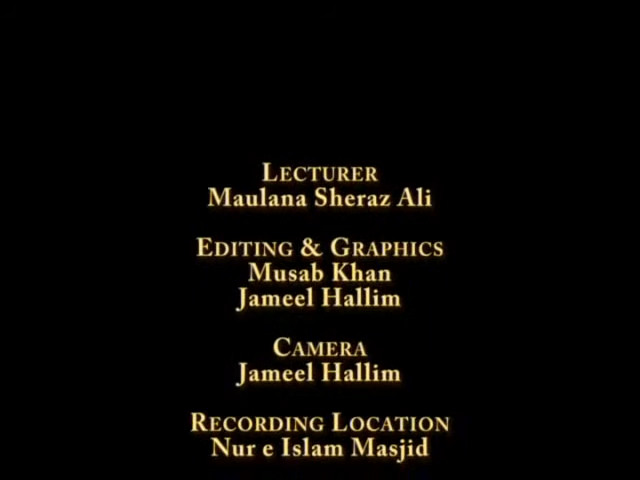 LECTURER
Maulana Sheraz Ali
EDITING & GRAPHICS
Musab Khan
Jameel Hallim
CAMERA
Jameel Hallim
RECORDING LOCATION
Nur e Islam Masjid